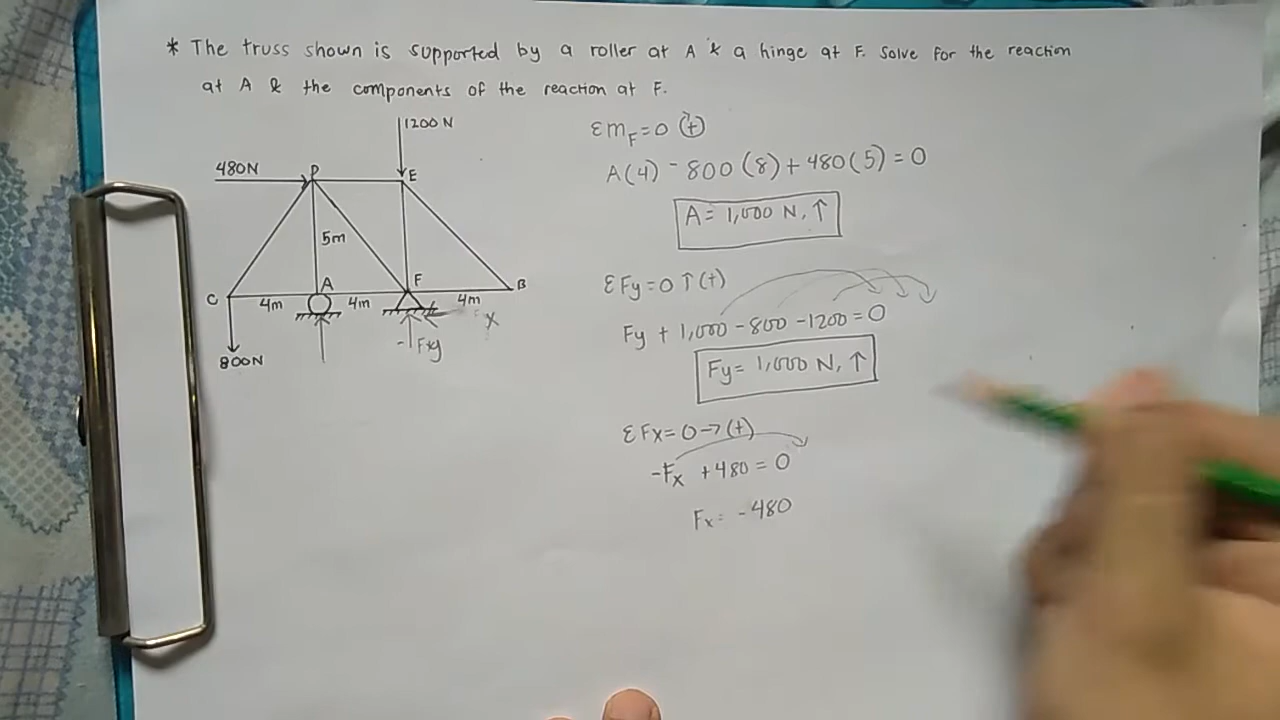 * The truss shown is supported by a roller at A & a hinge at F. Solve for the reaction
at A & the components of the reaction at F.
1200 N
480N
D
E
5m
C
A
F
B
4m
4m
4m
x
Fy
800N
ΣmF=0 (+)
A(4) - 800(8) + 480(5) = 0
A = 1,000 N, ↑
ΣFy=0 ↑(+)
Fy + 1,000 - 800 - 1200 = 0
Fy = 1,000 N, ↑
ΣFx=0 → (+)
-Fx + 480 = 0
Fx = -480